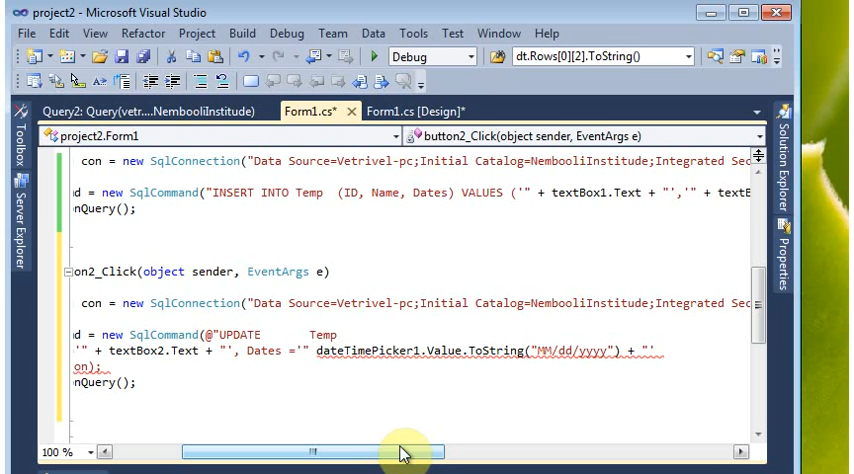 project2 - Microsoft Visual Studio
File Edit View Refactor Project Build Debug Team Data Tools Test Window Help
Debug dt.Rows[0][2].ToString()
Query2: Query(vetr....NembooliInstitude) Form1.cs* Form1.cs [Design]*
project2.Form1 button2_Click(object sender, EventArgs e)
con = new SqlConnection("Data Source=Vetrivel-pc;Initial Catalog=NembooliInstitude;Integrated Sec
d = new SqlCommand("INSERT INTO Temp (ID, Name, Dates) VALUES ('" + textBox1.Text + "','" + textB
onQuery();
on2_Click(object sender, EventArgs e)
con = new SqlConnection("Data Source=Vetrivel-pc;Initial Catalog=NembooliInstitude;Integrated Sec
d = new SqlCommand(@"UPDATE Temp
'" + textBox2.Text + "', Dates ='" dateTimePicker1.Value.ToString("MM/dd/yyyy") + "'
on);
onQuery();
100 %
Toolbox
Server Explorer
Solution Explorer
Properties